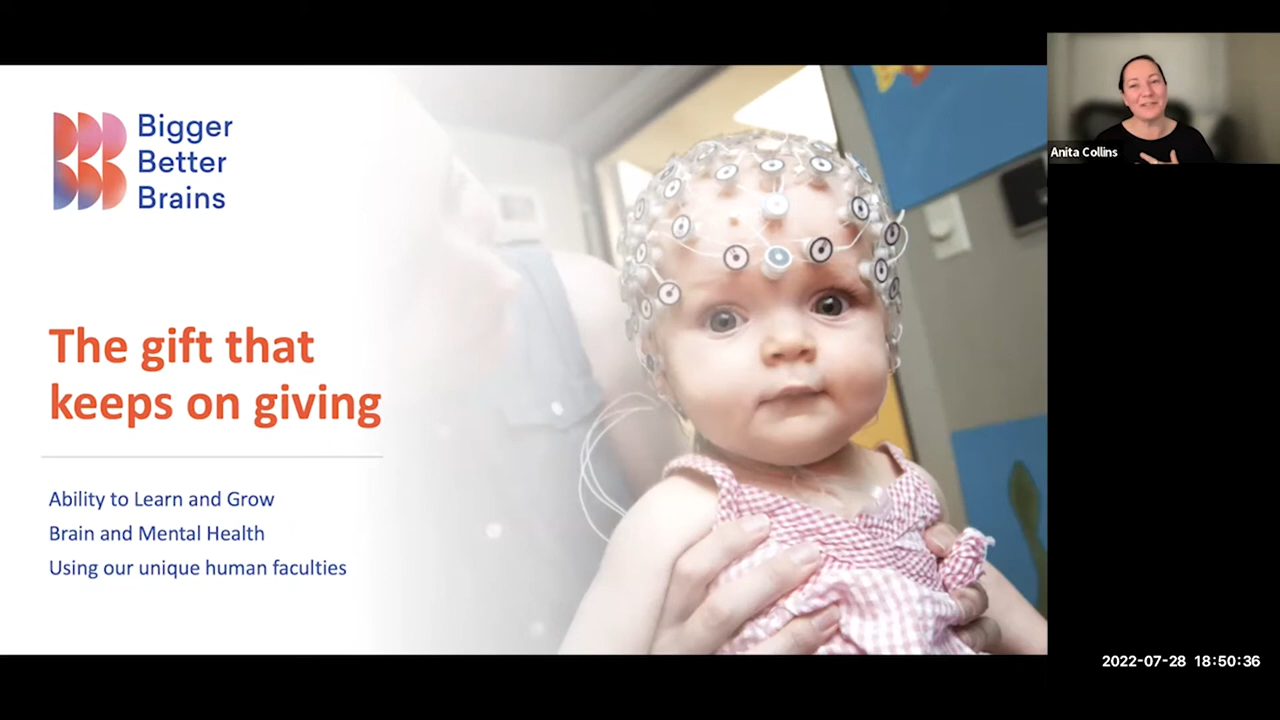 Bigger
Better
Brains
The gift that
keeps on giving
Ability to Learn and Grow
Brain and Mental Health
Using our unique human faculties
Anita Collins
2022-07-28 18:50:36